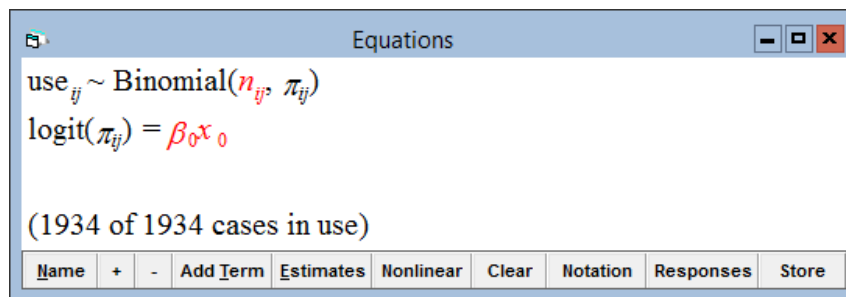 Equations
use_ij ~ Binomial(n_ij, π_ij)
logit(π_ij) = β_0x_0
(1934 of 1934 cases in use)
Name + - Add Term Estimates Nonlinear Clear Notation Responses Store